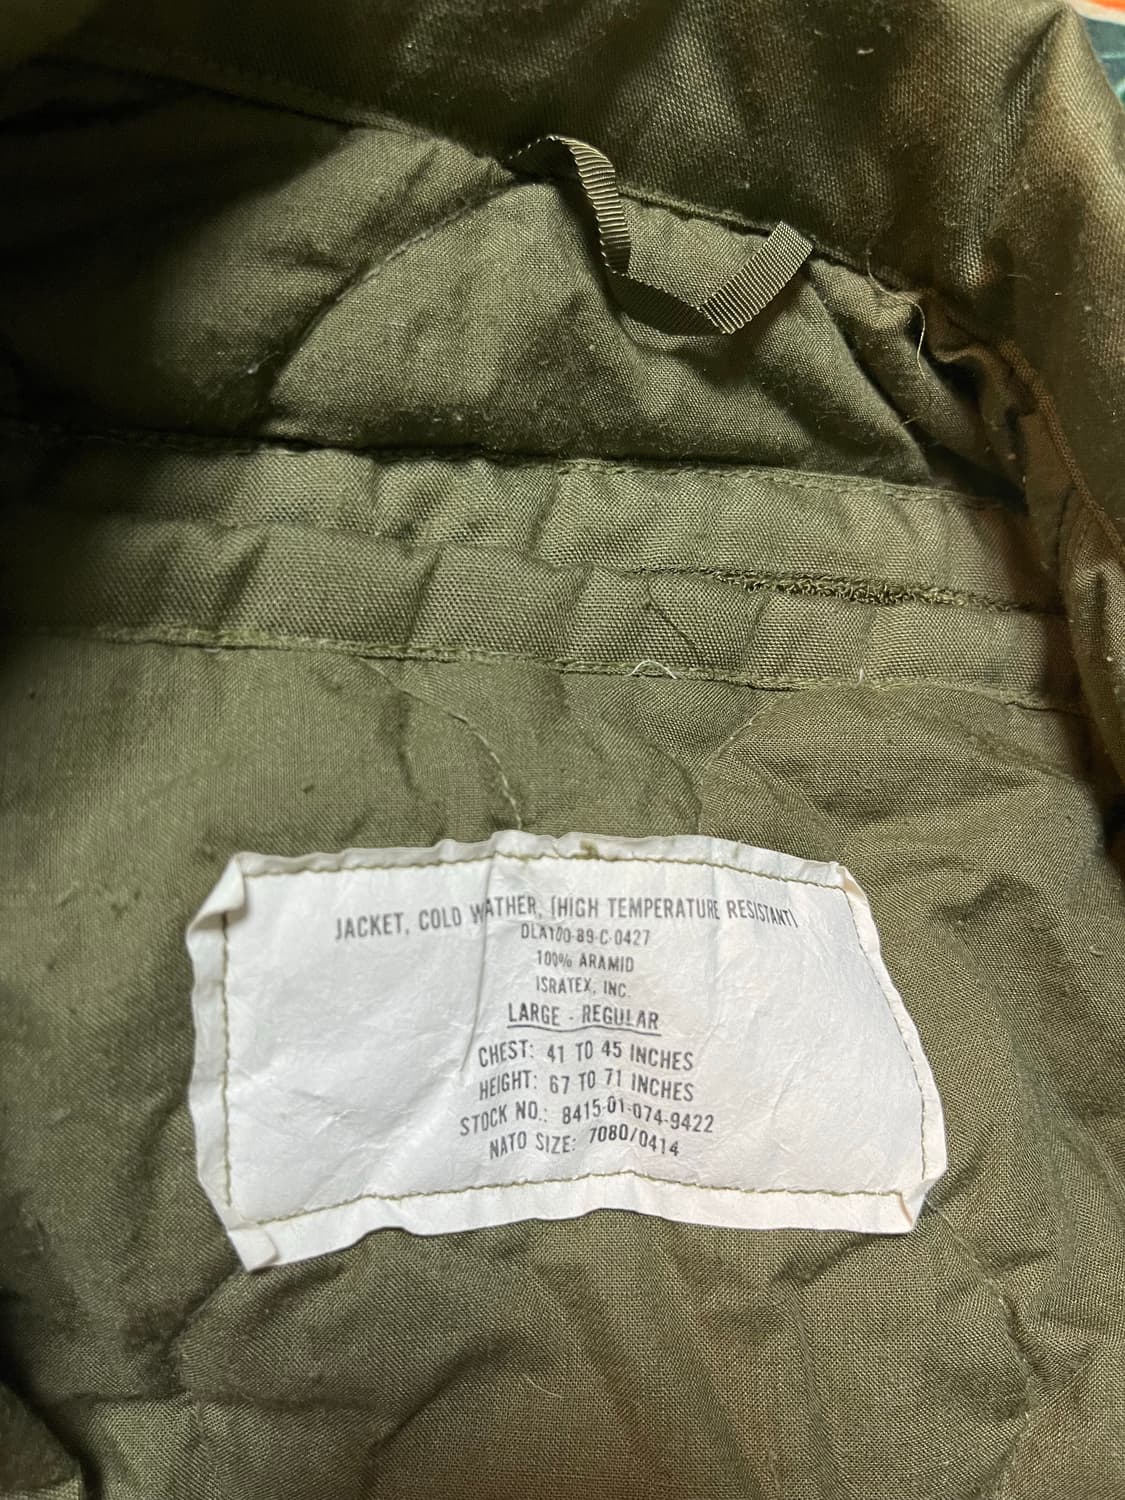 JACKET, COLD WATHER, (HIGH TEMPERATURE RESISTANT)
DLA100-89-C-0427
100% ARAMID
ISRATEX, INC.
LARGE - REGULAR
CHEST: 41 TO 45 INCHES
HEIGHT: 67 TO 71 INCHES
STOCK NO.: 8415-01-074-9422
NATO SIZE: 7080/0414